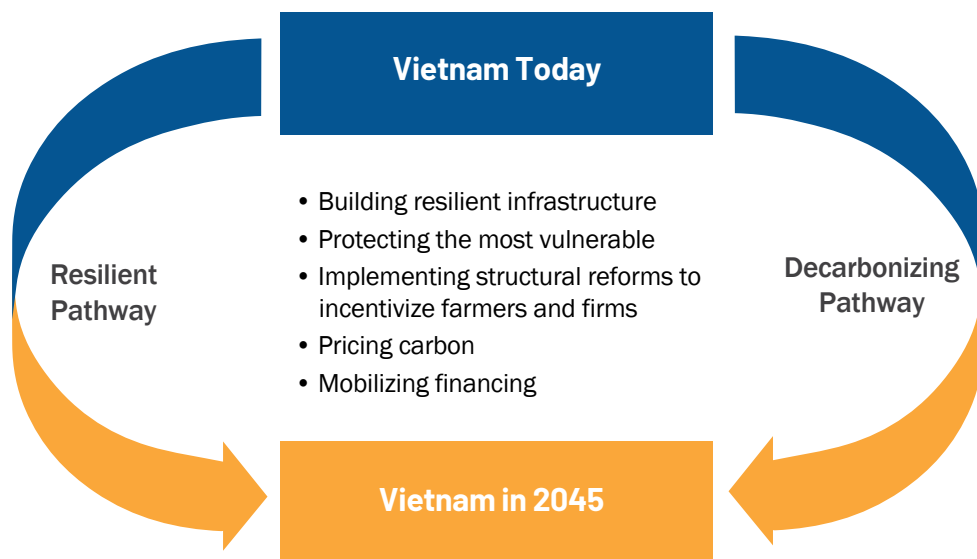 Vietnam Today
• Building resilient infrastructure
• Protecting the most vulnerable
• Implementing structural reforms to
incentivize farmers and firms
• Pricing carbon
• Mobilizing financing
Resilient
Pathway
Decarbonizing
Pathway
Vietnam in 2045